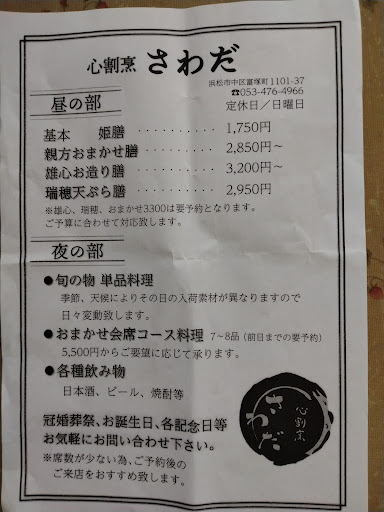 心割烹 さわだ
浜松市中区富塚町1101-37
☎053-476-4966
定休日／日曜日
昼の部
基本 姫膳 ・・・・・・・・・・ 1,750円
親方おまかせ膳 ・・・・・・・・・・ 2,850円～
雄心お造り膳 ・・・・・・・・・・ 3,200円～
瑞穂天ぷら膳 ・・・・・・・・・・ 2,950円
※雄心、瑞穂、おまかせ3300は要予約となります。
ご予算に合わせて対応致します。
夜の部
●旬の物 単品料理
季節、天候によりその日の入荷素材が異なりますので
日々変動致します。
●おまかせ会席コース料理 7～8品（前日までの要予約）
5,500円からご要望に応じて承ります。
●各種飲み物
日本酒、ビール、焼酎等
冠婚葬祭、お誕生日、各記念日等
お気軽にお問い合わせ下さい。
※席数が少ない為、ご予約後の
ご来店をおすすめ致します。
心割烹
さわだ